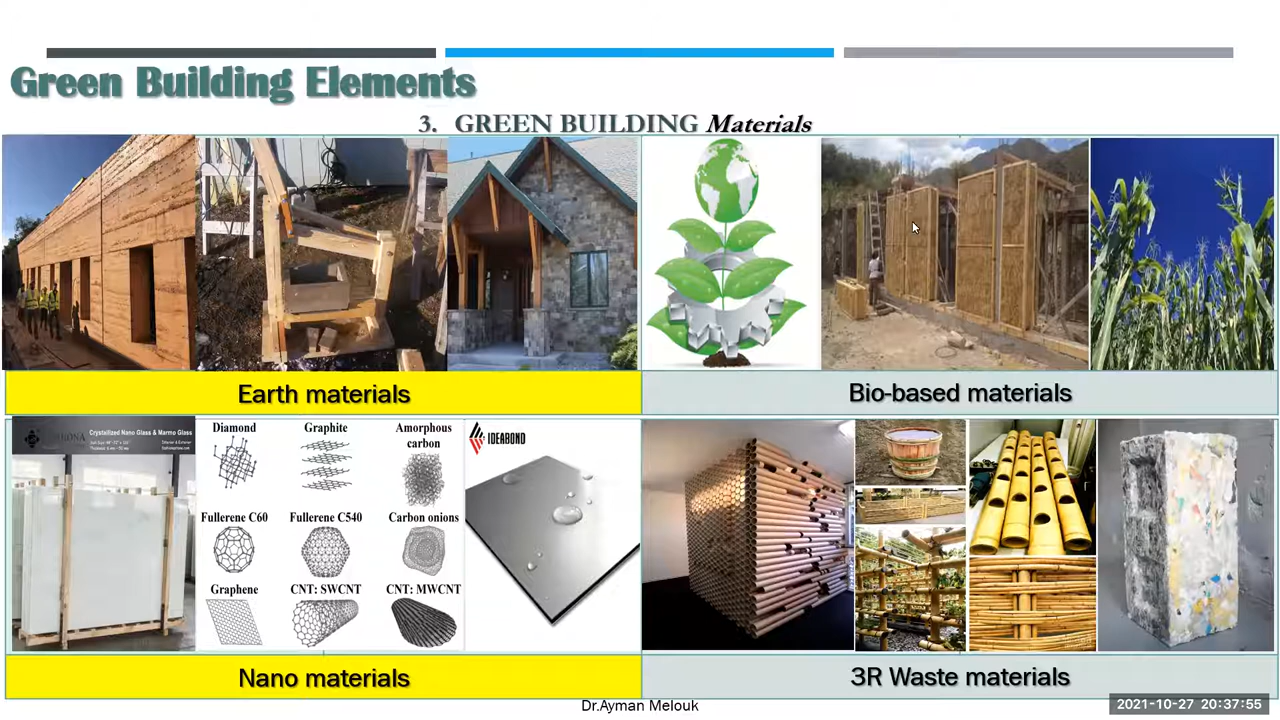 Green Building Elements
3. GREEN BUILDING Materials
Earth materials
Bio-based materials
Crystallized Nano Glass & Marmo Glass
Diamond
Graphite
Amorphous
carbon
Fullerene C60
Fullerene C540
Carbon onions
Graphene
CNT: SWCNT
CNT: MWCNT
IDEABOND
Nano materials
3R Waste materials
Dr.Ayman Melouk
2021-10-27 20:37:55